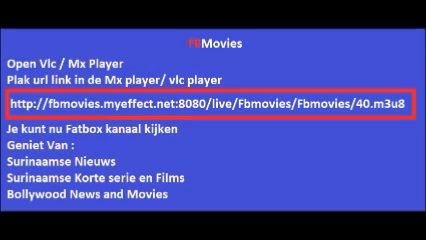 FBMovies
Open Vlc / Mx Player
Plak url link in de Mx player/ vlc player
http://fbmovies.myeffect.net:8080/live/Fbmovies/Fbmovies/40.m3u8
Je kunt nu Fatbox kanaal kijken
Geniet Van :
Surinaamse Nieuws
Surinaamse Korte serie en Films
Bollywood News and Movies